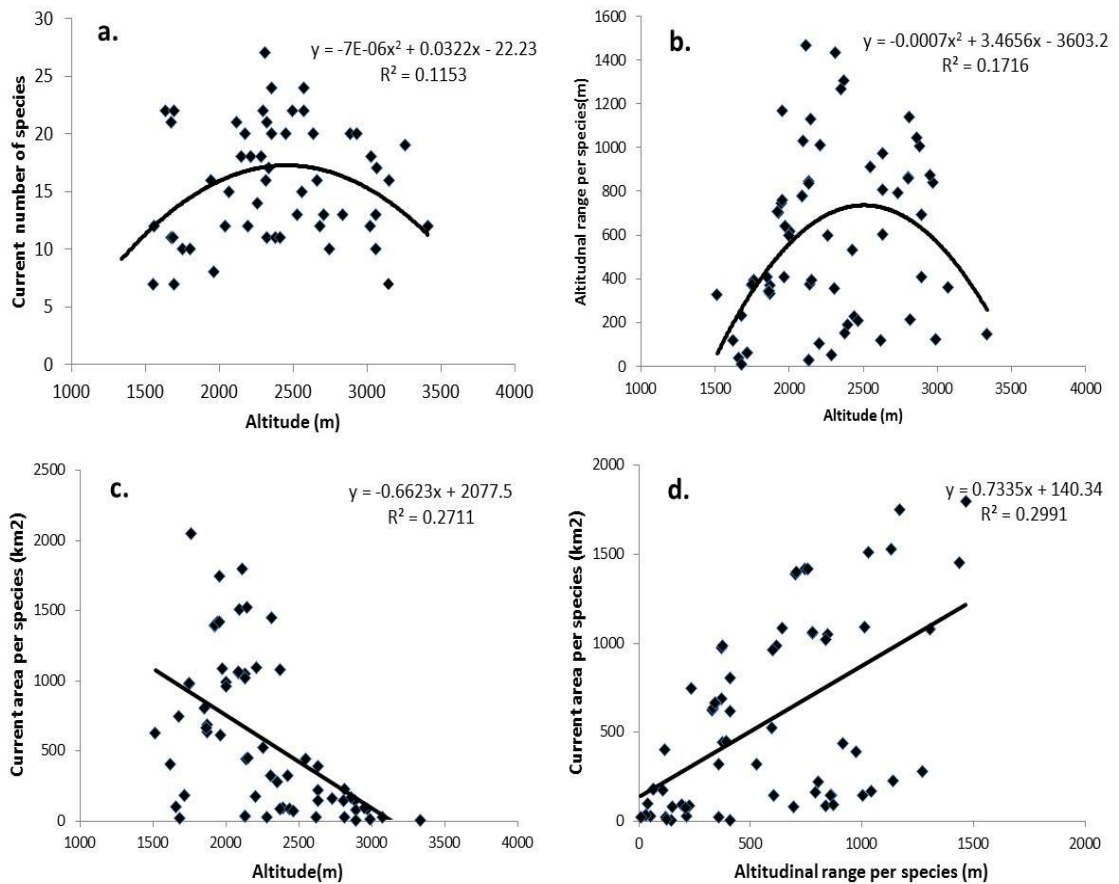 a.
y = -7E-06x² + 0.0322x - 22.23
R² = 0.1153
Current number of species
30
25
20
15
10
5
0
1000 1500 2000 2500 3000 3500 4000
Altitude (m)
b.
y = -0.0007x² + 3.4656x - 3603.2
R² = 0.1716
Altitudnal range per species(m)
1600
1400
1200
1000
800
600
400
200
0
1000 1500 2000 2500 3000 3500 4000
Altitude (m)
c.
y = -0.6623x + 2077.5
R² = 0.2711
Current area per species (km2)
2500
2000
1500
1000
500
0
1000 1500 2000 2500 3000 3500 4000
Altitude(m)
d.
y = 0.7335x + 140.34
R² = 0.2991
Current area per species (km2)
2000
1500
1000
500
0
0 500 1000 1500 2000
Altitudinal range per species (m)